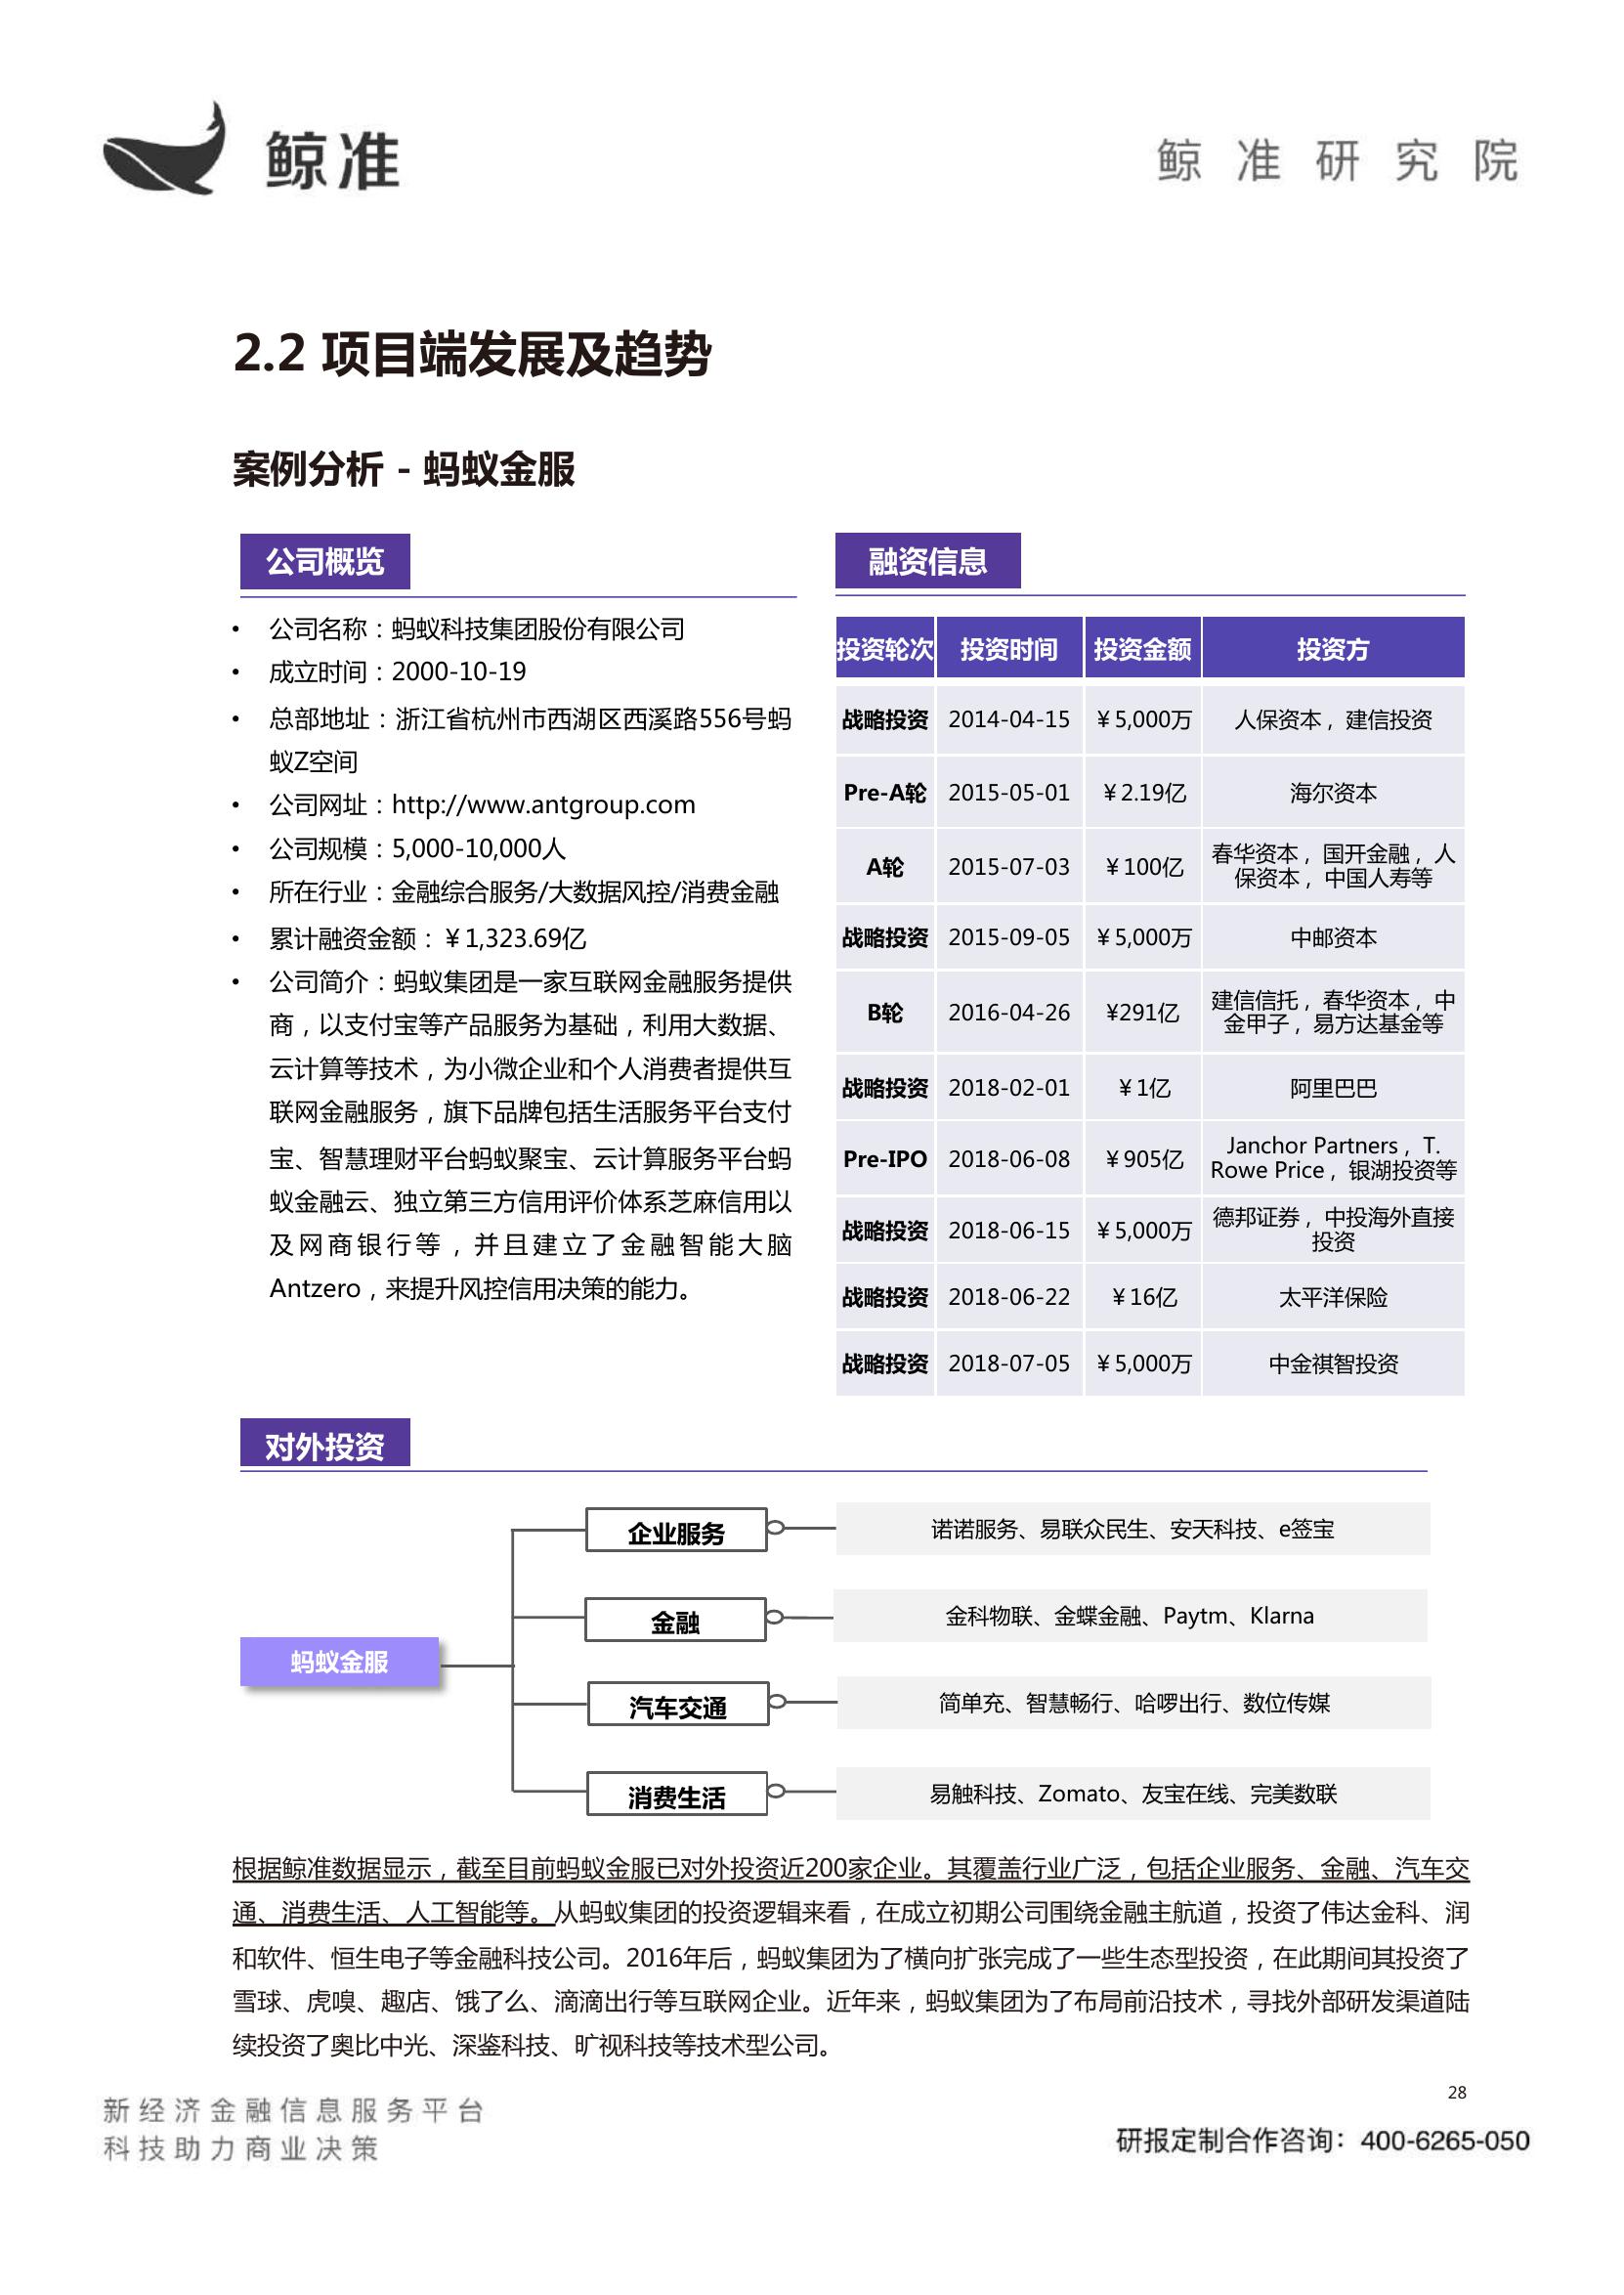 鲸准
鲸准研究院
2.2 项目端发展及趋势
案例分析 - 蚂蚁金服
公司概览
• 公司名称：蚂蚁科技集团股份有限公司
• 成立时间：2000-10-19
• 总部地址：浙江省杭州市西湖区西溪路556号蚂
蚁Z空间
• 公司网址：http://www.antgroup.com
• 公司规模：5,000-10,000人
• 所在行业：金融综合服务/大数据风控/消费金融
• 累计融资金额：￥1,323.69亿
• 公司简介：蚂蚁集团是一家互联网金融服务提供
商，以支付宝等产品服务为基础，利用大数据、
云计算等技术，为小微企业和个人消费者提供互
联网金融服务，旗下品牌包括生活服务平台支付
宝、智慧理财平台蚂蚁聚宝、云计算服务平台蚂
蚁金融云、独立第三方信用评价体系芝麻信用以
及网商银行等，并且建立了金融智能大脑
Antzero，来提升风控信用决策的能力。
融资信息
投资轮次 投资时间 投资金额 投资方
战略投资 2014-04-15 ￥5,000万 人保资本，建信投资
Pre-A轮 2015-05-01 ￥2.19亿 海尔资本
A轮 2015-07-03 ￥100亿 春华资本，国开金融，人
保资本，中国人寿等
战略投资 2015-09-05 ￥5,000万 中邮资本
B轮 2016-04-26 ¥291亿 建信信托，春华资本，中
金甲子，易方达基金等
战略投资 2018-02-01 ￥1亿 阿里巴巴
Pre-IPO 2018-06-08 ￥905亿 Janchor Partners，T.
Rowe Price，银湖投资等
战略投资 2018-06-15 ￥5,000万 德邦证券，中投海外直接
投资
战略投资 2018-06-22 ￥16亿 太平洋保险
战略投资 2018-07-05 ￥5,000万 中金祺智投资
对外投资
蚂蚁金服
企业服务 诺诺服务、易联众民生、安天科技、e签宝
金融 金科物联、金蝶金融、Paytm、Klarna
汽车交通 简单充、智慧畅行、哈啰出行、数位传媒
消费生活 易触科技、Zomato、友宝在线、完美数联
根据鲸准数据显示，截至目前蚂蚁金服已对外投资近200家企业。其覆盖行业广泛，包括企业服务、金融、汽车交
通、消费生活、人工智能等。从蚂蚁集团的投资逻辑来看，在成立初期公司围绕金融主航道，投资了伟达金科、润
和软件、恒生电子等金融科技公司。2016年后，蚂蚁集团为了横向扩张完成了一些生态型投资，在此期间其投资了
雪球、虎嗅、趣店、饿了么、滴滴出行等互联网企业。近年来，蚂蚁集团为了布局前沿技术，寻找外部研发渠道陆
续投资了奥比中光、深鉴科技、旷视科技等技术型公司。
28
新经济金融信息服务平台
科技助力商业决策
研报定制合作咨询：400-6265-050